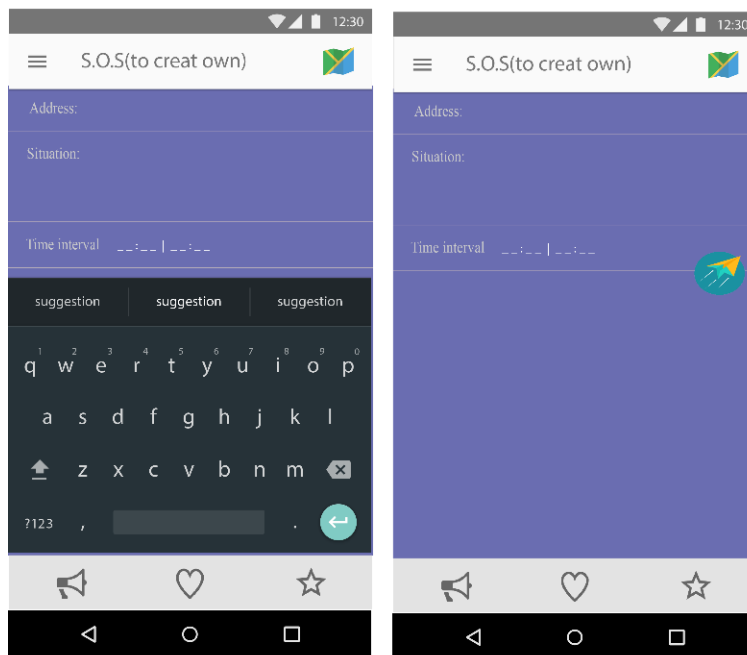 12:30
S.O.S(to creat own)
Address:
Situation:
Time interval __:__ | __:__
suggestion suggestion suggestion
1 2 3 4 5 6 7 8 9 0
q w e r t y u i o p
a s d f g h j k l
z x c v b n m
?123 , .
12:30
S.O.S(to creat own)
Address:
Situation:
Time interval __:__ | __:__